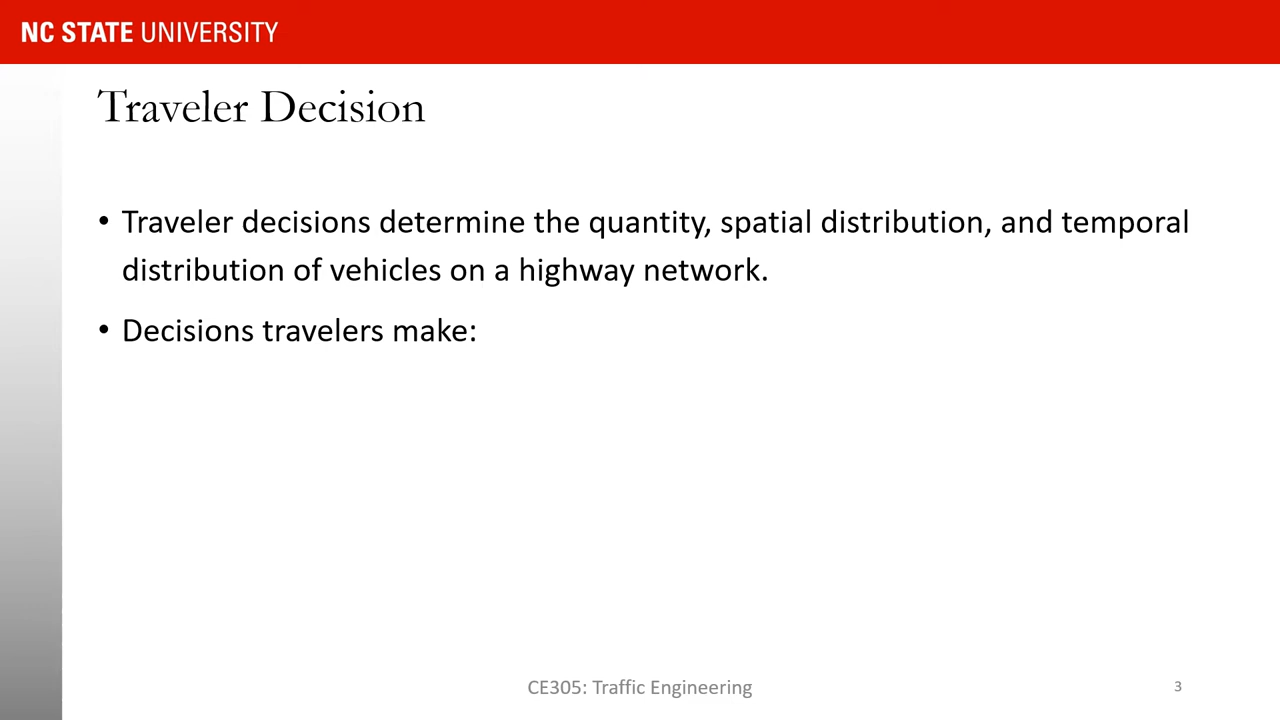 NC STATE UNIVERSITY
Traveler Decision
• Traveler decisions determine the quantity, spatial distribution, and temporal
distribution of vehicles on a highway network.
• Decisions travelers make:
CE305: Traffic Engineering
3